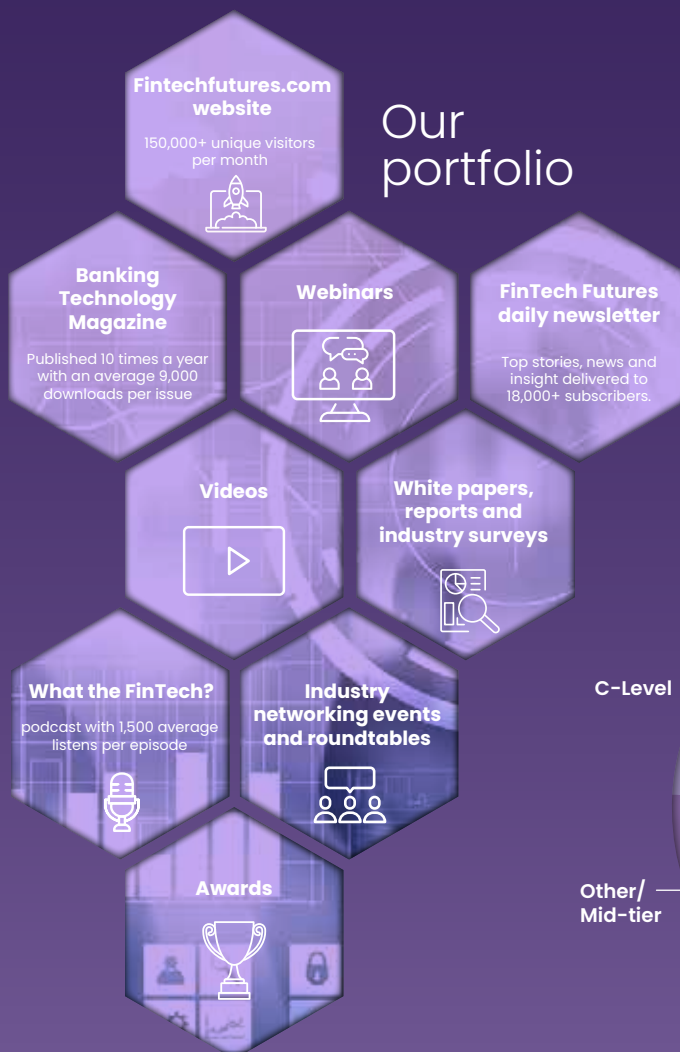 Fintechfutures.com
website
150,000+ unique visitors
per month
Our
portfolio
Banking
Technology
Magazine
Published 10 times a year
with an average 9,000
downloads per issue
Webinars
FinTech Futures
daily newsletter
Top stories, news and
insight delivered to
18,000+ subscribers.
Videos
White papers,
reports and
industry surveys
What the FinTech?
podcast with 1,500 average
listens per episode
Industry
networking events
and roundtables
C-Level
Other/
Mid-tier
Awards